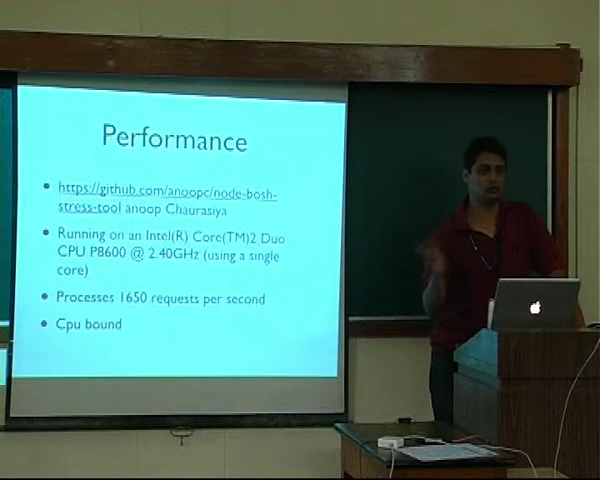 Performance
https://github.com/anoopc/node-bosh-
stress-tool anoop Chaurasiya
Running on an Intel(R) Core(TM)2 Duo
CPU P8600 @ 2.40GHz (using a single
core)
Processes 1650 requests per second
Cpu bound